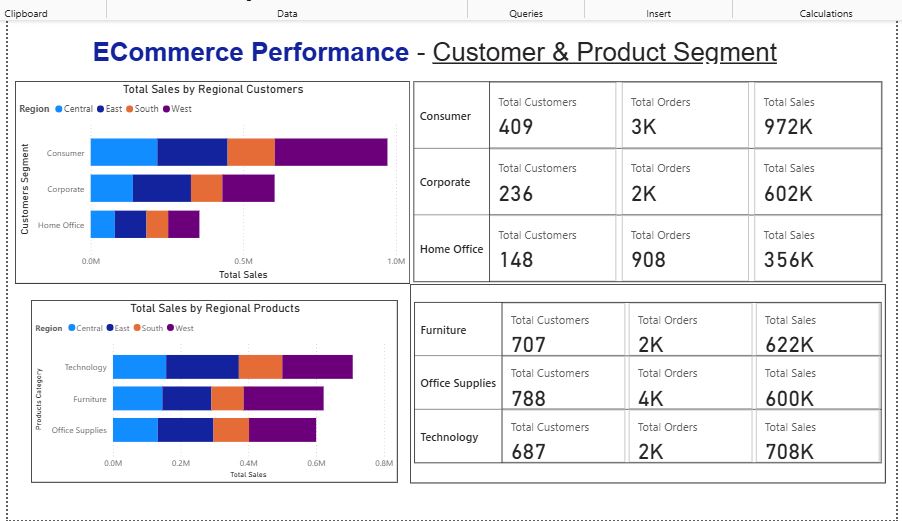 Clipboard Data Queries Insert Calculations
ECommerce Performance - Customer & Product Segment
Total Sales by Regional Customers
Region Central East South West
Customers Segment
Consumer
Corporate
Home Office
0.0M 0.5M 1.0M
Total Sales
Consumer
Total Customers Total Orders Total Sales
409 3K 972K
Corporate
Total Customers Total Orders Total Sales
236 2K 602K
Home Office
Total Customers Total Orders Total Sales
148 908 356K
Total Sales by Regional Products
Region Central East South West
Products Category
Technology
Furniture
Office Supplies
0.0M 0.2M 0.4M 0.6M 0.8M
Total Sales
Furniture
Total Customers Total Orders Total Sales
707 2K 622K
Office Supplies
Total Customers Total Orders Total Sales
788 4K 600K
Technology
Total Customers Total Orders Total Sales
687 2K 708K